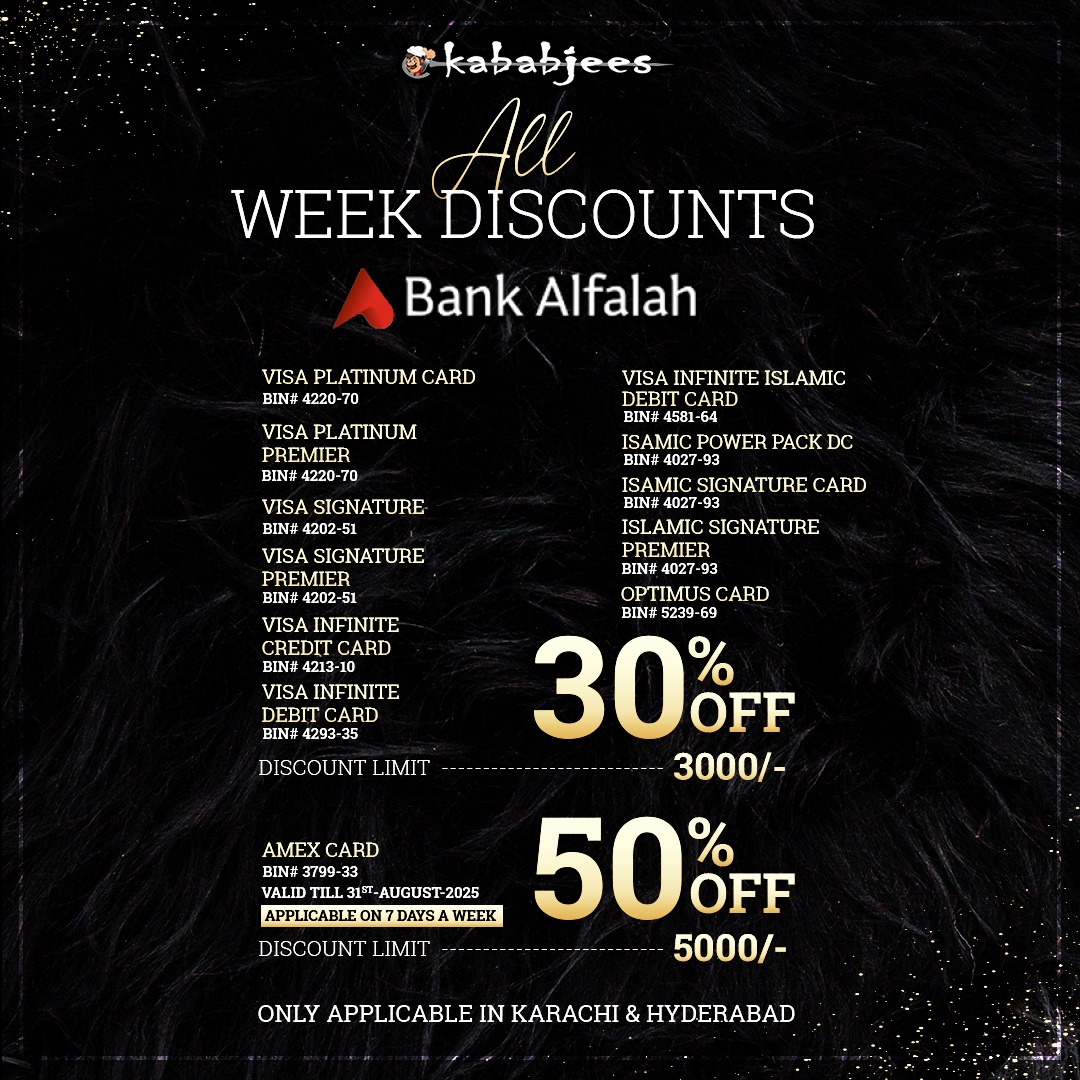 kababjees
All
WEEK DISCOUNTS
Bank Alfalah
VISA PLATINUM CARD
BIN# 4220-70
VISA PLATINUM
PREMIER
BIN# 4220-70
VISA SIGNATURE
BIN# 4202-51
VISA SIGNATURE
PREMIER
BIN# 4202-51
VISA INFINITE
CREDIT CARD
BIN# 4213-10
VISA INFINITE
DEBIT CARD
BIN# 4293-35
VISA INFINITE ISLAMIC
DEBIT CARD
BIN# 4581-64
ISAMIC POWER PACK DC
BIN# 4027-93
ISAMIC SIGNATURE CARD
BIN# 4027-93
ISLAMIC SIGNATURE
PREMIER
BIN# 4027-93
OPTIMUS CARD
BIN# 5239-69
30% OFF
DISCOUNT LIMIT -------------------------- 3000/-
AMEX CARD
BIN# 3799-33
VALID TILL 31ST-AUGUST-2025
APPLICABLE ON 7 DAYS A WEEK
50% OFF
DISCOUNT LIMIT -------------------------- 5000/-
ONLY APPLICABLE IN KARACHI & HYDERABAD